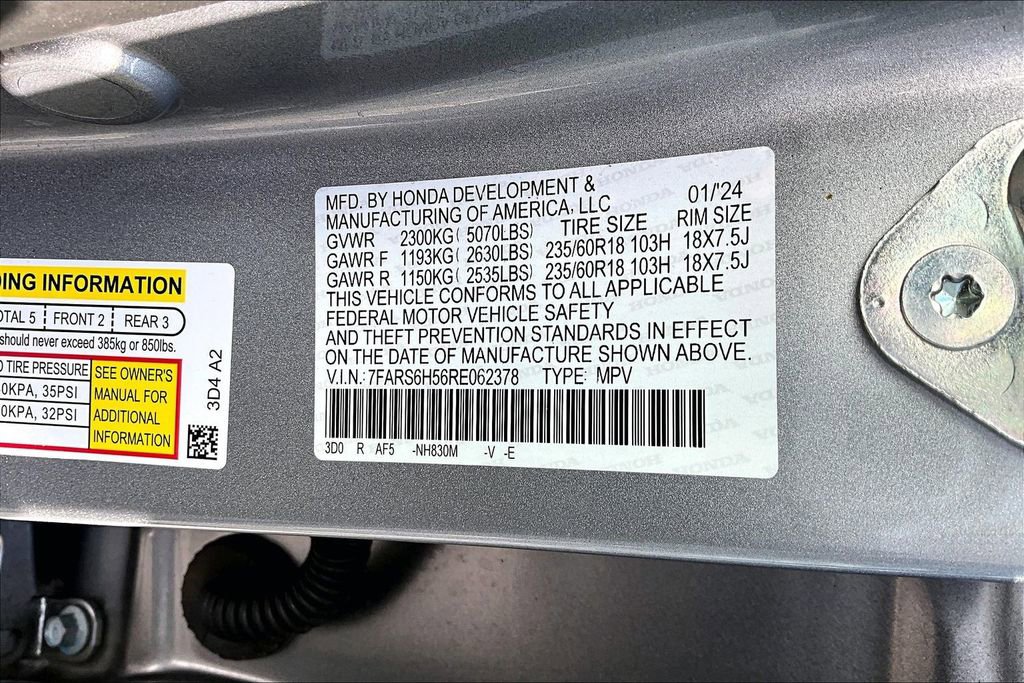 DING INFORMATION
OTAL 5 FRONT 2 REAR 3
should never exceed 385kg or 850lbs.
D TIRE PRESSURE
0KPA, 35PSI
0KPA, 32PSI
SEE OWNER'S
MANUAL FOR
ADDITIONAL
INFORMATION
3D4 A2
MFD. BY HONDA DEVELOPMENT &
MANUFACTURING OF AMERICA, LLC 01/'24
GVWR 2300KG( 5070LBS) TIRE SIZE RIM SIZE
GAWR F 1193KG( 2630LBS) 235/60R18 103H 18X7.5J
GAWR R 1150KG( 2535LBS) 235/60R18 103H 18X7.5J
THIS VEHICLE CONFORMS TO ALL APPLICABLE
FEDERAL MOTOR VEHICLE SAFETY
AND THEFT PREVENTION STANDARDS IN EFFECT
ON THE DATE OF MANUFACTURE SHOWN ABOVE.
V.I.N.: 7FARS6H56RE062378 TYPE: MPV
3D0 R AF5 -NH830M -V -E